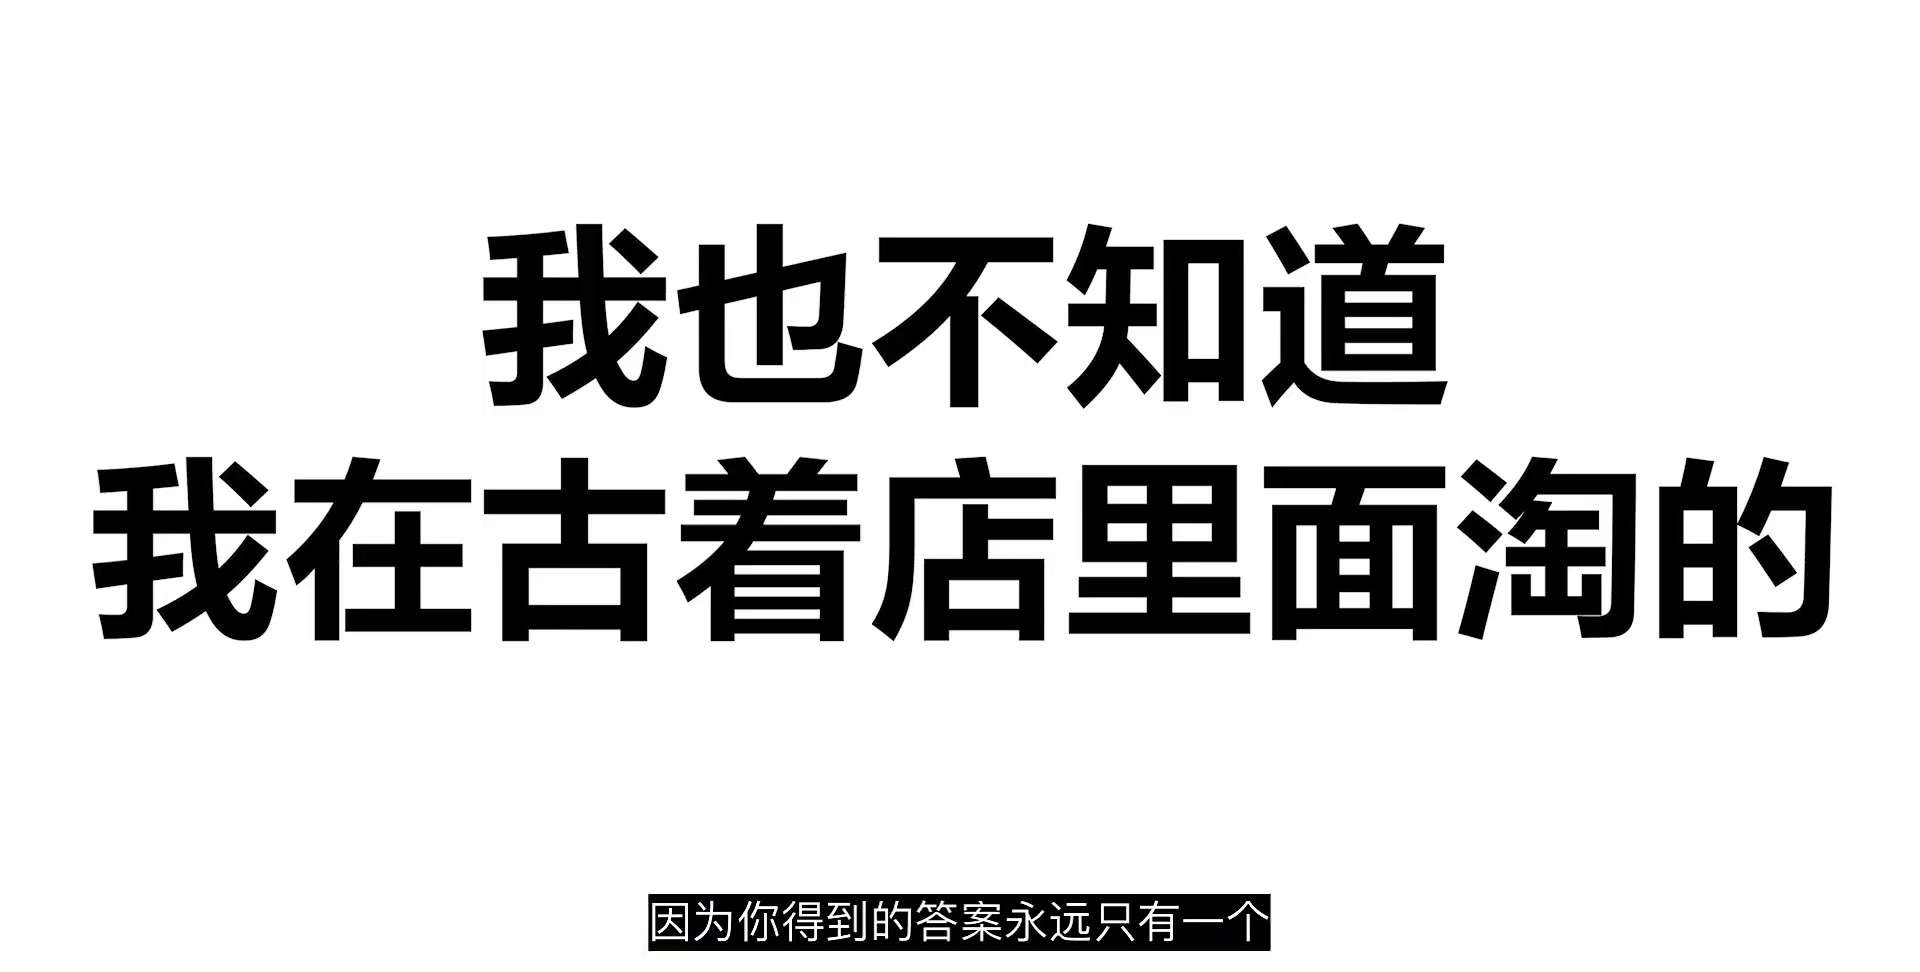 我也不知道
我在古着店里面淘的
因为你得到的答案永远只有一个